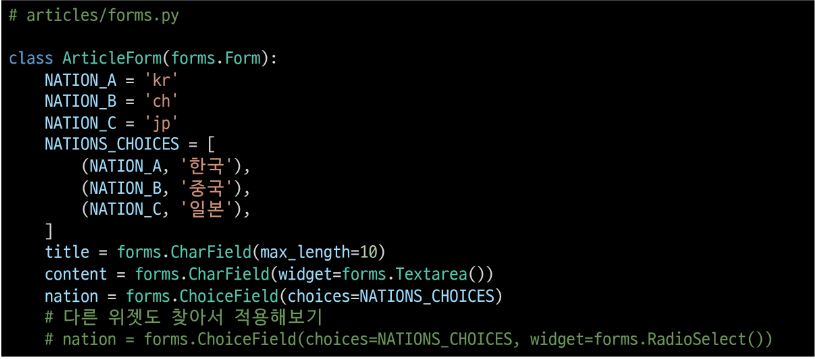 # articles/forms.py

class ArticleForm(forms.Form):
    NATION_A = 'kr'
    NATION_B = 'ch'
    NATION_C = 'jp'
    NATIONS_CHOICES = [
        (NATION_A, '한국'),
        (NATION_B, '중국'),
        (NATION_C, '일본'),
    ]
    title = forms.CharField(max_length=10)
    content = forms.CharField(widget=forms.Textarea())
    nation = forms.ChoiceField(choices=NATIONS_CHOICES)
    # 다른 위젯도 찾아서 적용해보기
    # nation = forms.ChoiceField(choices=NATIONS_CHOICES, widget=forms.RadioSelect())